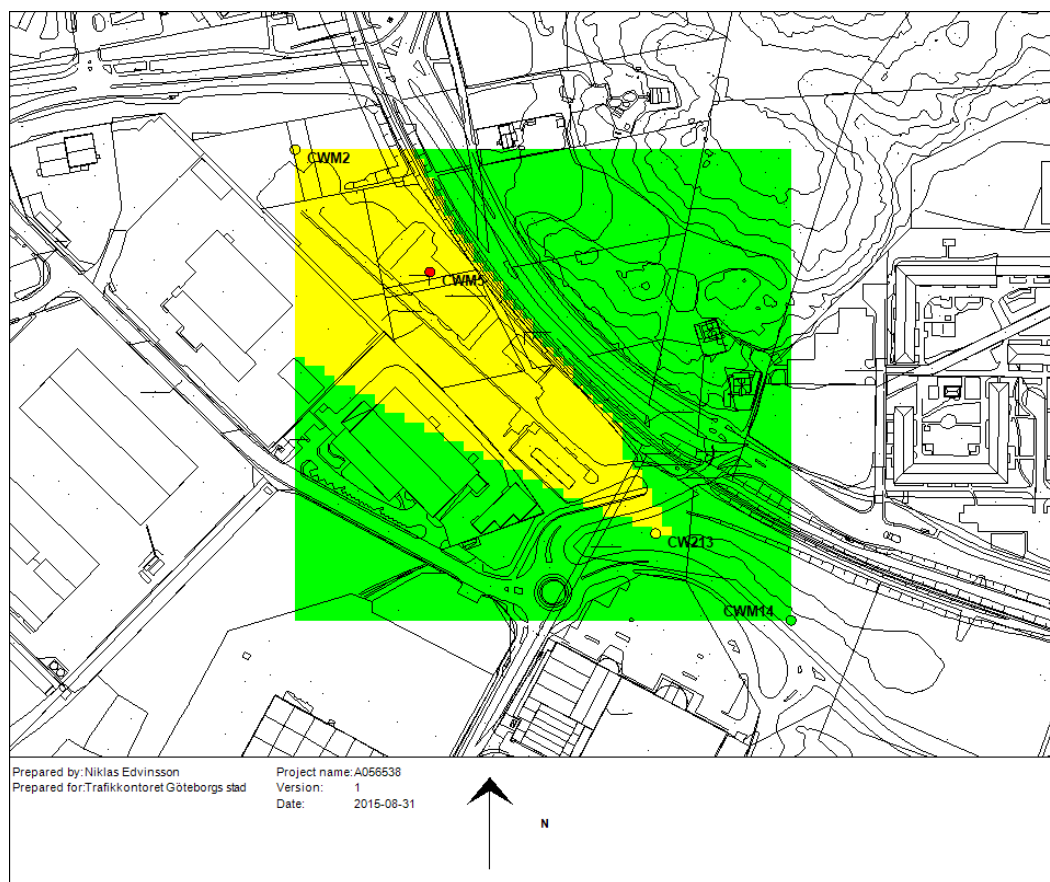 CWM2
CWM5
CW213
CWM14
Prepared by: Niklas Edvinsson
Prepared for: Trafikkontoret Göteborgs stad
Project name: A056538
Version: 1
Date: 2015-08-31
N